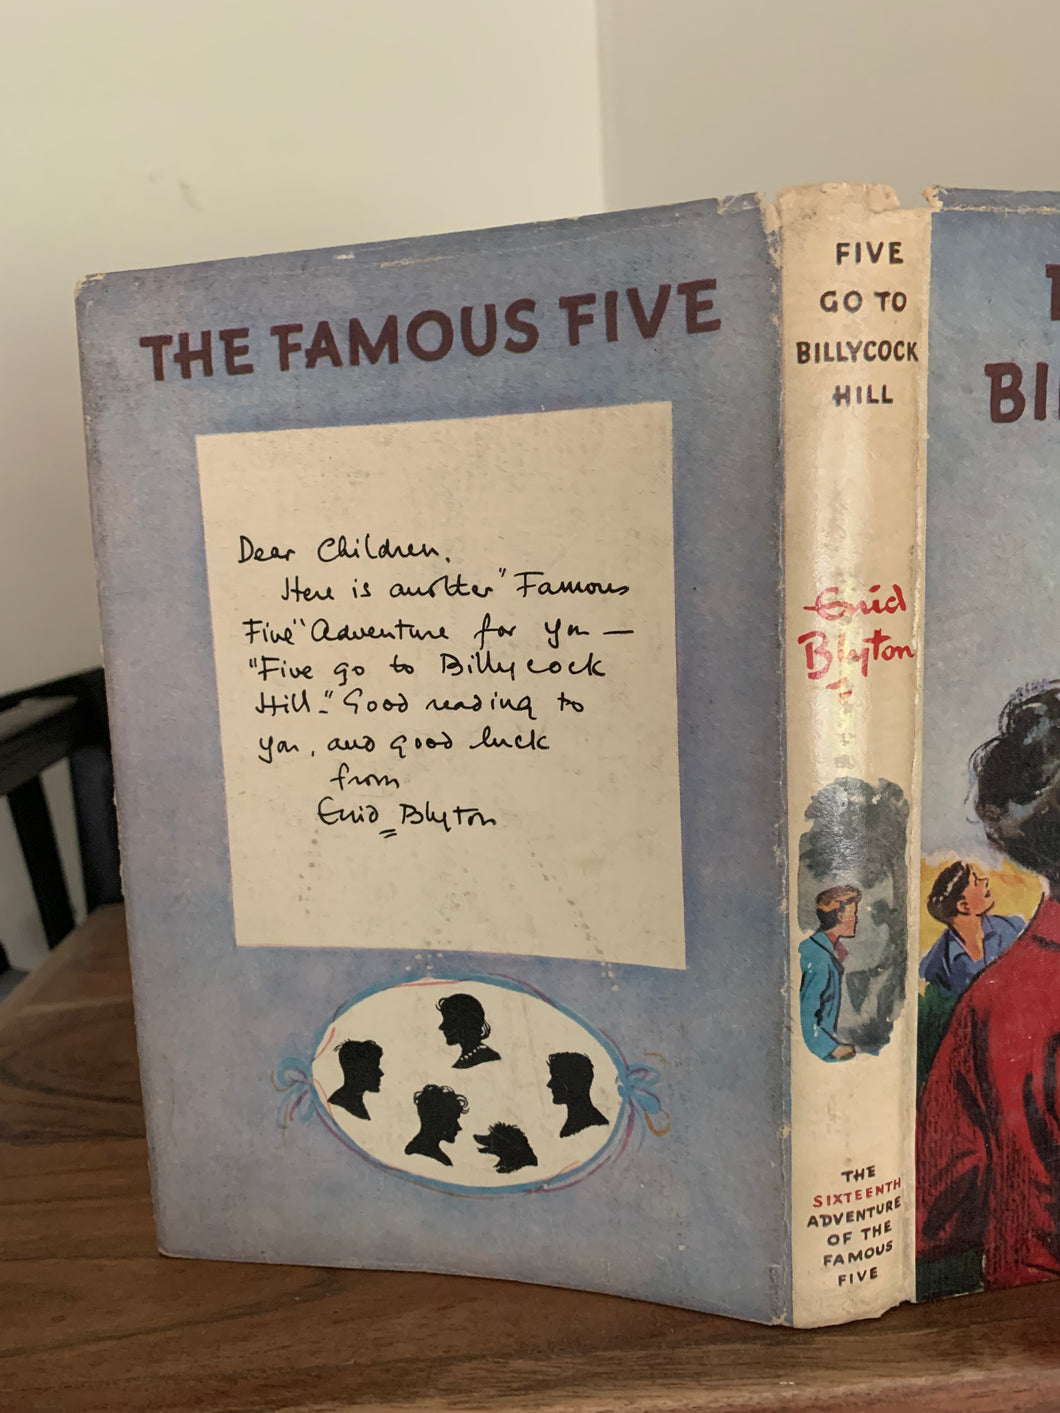 THE FAMOUS FIVE
Dear Children,
Here is another "Famous
Five" Adventure for you —
"Five go to Billycock
Hill." Good reading to
you, and good luck
from
Enid Blyton
FIVE
GO TO
BILLYCOCK
HILL
Enid
Blyton
THE
SIXTEENTH
ADVENTURE
OF THE
FAMOUS
FIVE
BI